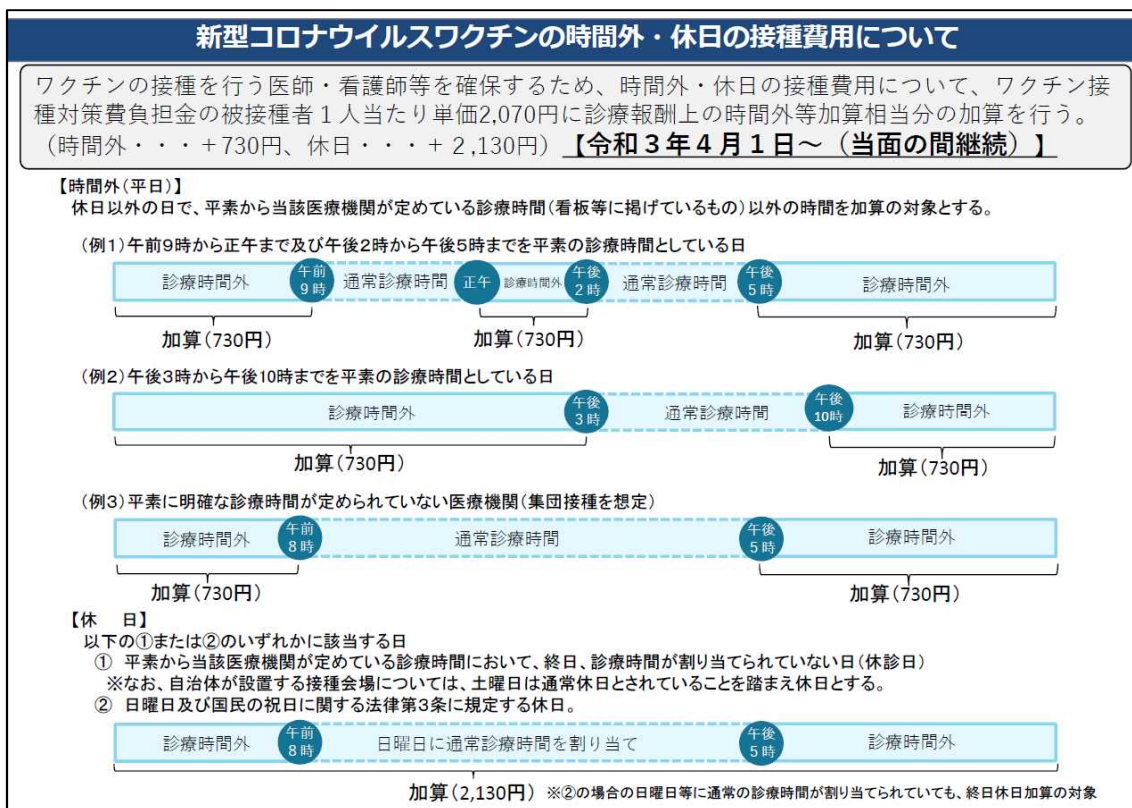 新型コロナウイルスワクチンの時間外・休日の接種費用について
ワクチンの接種を行う医師・看護師等を確保するため、時間外・休日の接種費用について、ワクチン接
種対策費負担金の被接種者1人当たり単価2,070円に診療報酬上の時間外等加算相当分の加算を行う。
（時間外・・・+730円、休日・・・+2,130円）【令和3年4月1日～（当面の間継続）】
【時間外(平日)】
休日以外の日で、平素から当該医療機関が定めている診療時間(看板等に掲げているもの)以外の時間を加算の対象とする。
(例1)午前9時から正午まで及び午後2時から午後5時までを平素の診療時間としている日
診療時間外 午前9時 通常診療時間 正午 診療時間外 午後2時 通常診療時間 午後5時 診療時間外
加算(730円) 加算(730円) 加算(730円)
(例2)午後3時から午後10時までを平素の診療時間としている日
診療時間外 午後3時 通常診療時間 午後10時 診療時間外
加算(730円) 加算(730円)
(例3)平素に明確な診療時間が定められていない医療機関(集団接種を想定)
診療時間外 午前8時 通常診療時間 午後5時 診療時間外
加算(730円) 加算(730円)
【休　日】
以下の①または②のいずれかに該当する日
① 平素から当該医療機関が定めている診療時間において、終日、診療時間が割り当てられていない日(休診日)
※なお、自治体が設置する接種会場については、土曜日は通常休日とされていることを踏まえ休日とする。
② 日曜日及び国民の祝日に関する法律第3条に規定する休日。
診療時間外 午前8時 日曜日に通常診療時間を割り当て 午後5時 診療時間外
加算(2,130円) ※②の場合の日曜日等に通常の診療時間が割り当てられていても、終日休日加算の対象